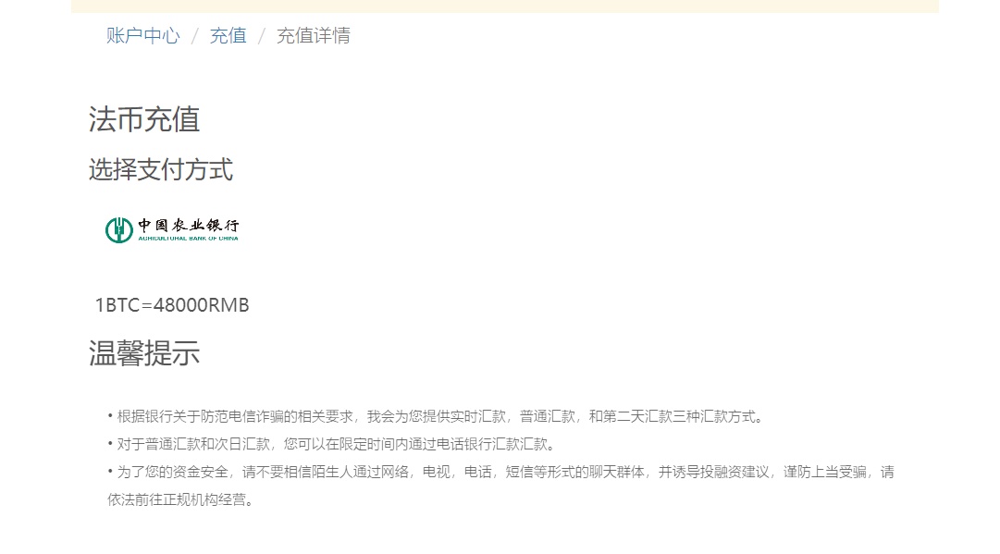 账户中心 / 充值 / 充值详情
法币充值
选择支付方式
中国农业银行
AGRICULTURAL BANK OF CHINA
1BTC=48000RMB
温馨提示
• 根据银行关于防范电信诈骗的相关要求，我会为您提供实时汇款，普通汇款，和第二天汇款三种汇款方式。
• 对于普通汇款和次日汇款，您可以在限定时间内通过电话银行汇款汇款。
• 为了您的资金安全，请不要相信陌生人通过网络，电视，电话，短信等形式的聊天群体，并诱导投融资建议，谨防上当受骗，请
依法前往正规机构经营。